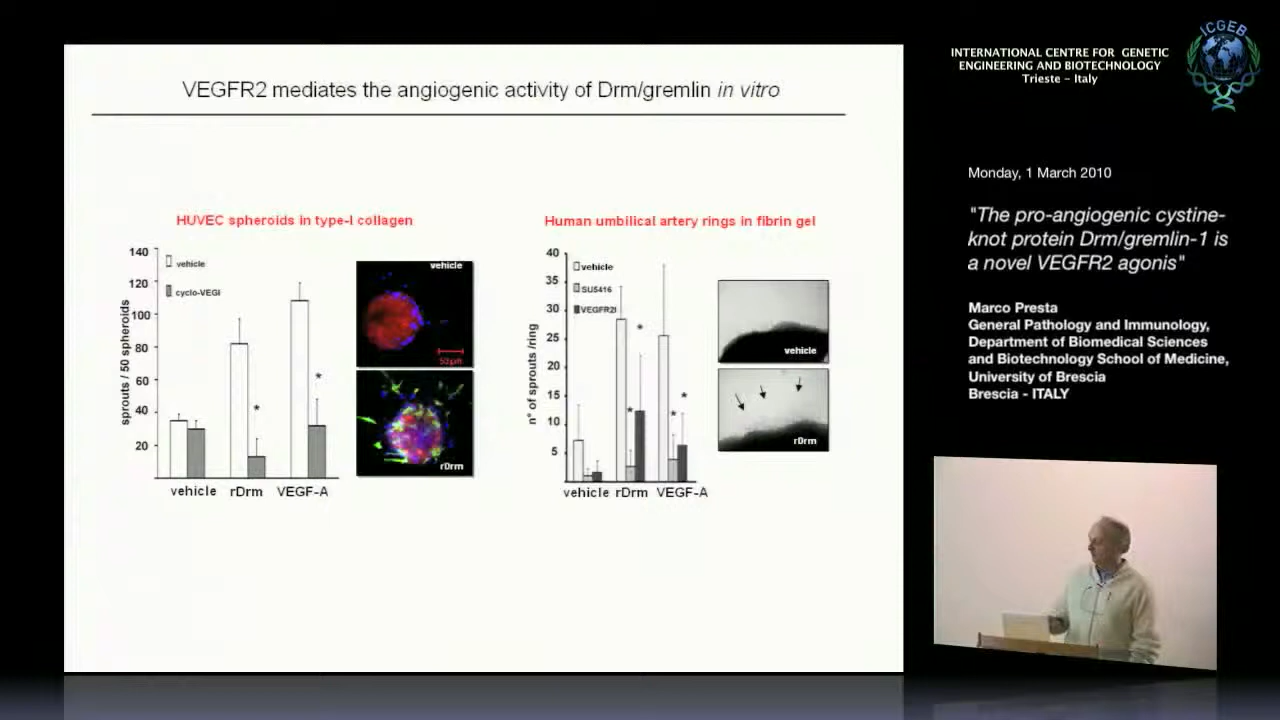 VEGFR2 mediates the angiogenic activity of Drm/gremlin in vitro
HUVEC spheroids in type-I collagen
140
120
100
80
60
40
20
sprouts / 50 spheroids
vehicle
cyclo-VEGI
*
*
vehicle rDrm VEGF-A
vehicle
50µm
rDrm
Human umbilical artery rings in fibrin gel
40
35
30
25
20
15
10
5
n° of sprouts /ring
vehicle
SU5416
VEGFR2I
*
*
*
*
vehicle rDrm VEGF-A
vehicle
rDrm
INTERNATIONAL CENTRE FOR GENETIC
ENGINEERING AND BIOTECHNOLOGY
Trieste – Italy
ICGEB
Monday, 1 March 2010
"The pro-angiogenic cystine-
knot protein Drm/gremlin-1 is
a novel VEGFR2 agonis"
Marco Presta
General Pathology and Immunology,
Department of Biomedical Sciences
and Biotechnology School of Medicine,
University of Brescia
Brescia - ITALY